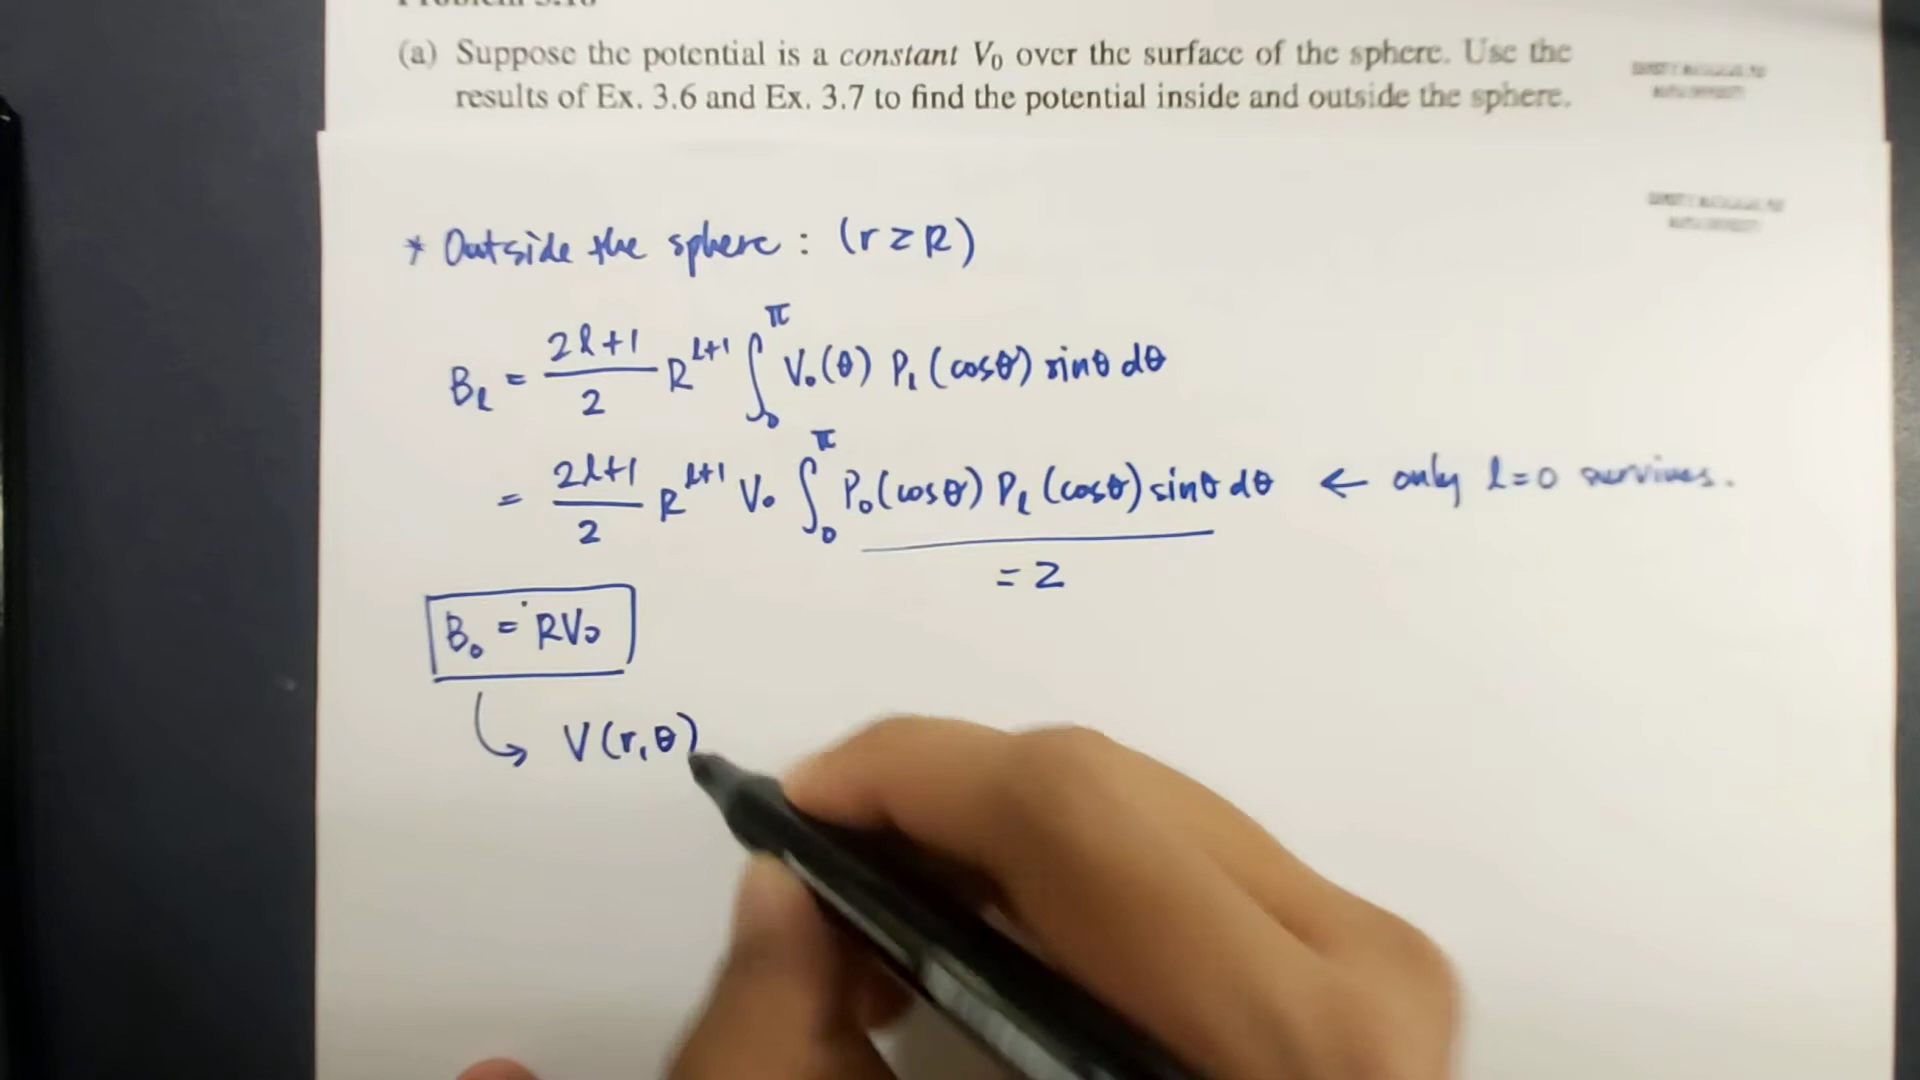 (a) Suppose the potential is a constant V₀ over the surface of the sphere. Use the
results of Ex. 3.6 and Ex. 3.7 to find the potential inside and outside the sphere.
* Outside the sphere : (r ≥ R)
Bₗ = (2l+1)/2 R^(l+1) ∫₀^π V₀(θ) Pₗ(cosθ) sinθ dθ
= (2l+1)/2 R^(l+1) V₀ ∫₀^π P₀(cosθ) Pₗ(cosθ) sinθ dθ ← only l=0 survives.
= 2
B₀ = RV₀
↳ V(r,θ)